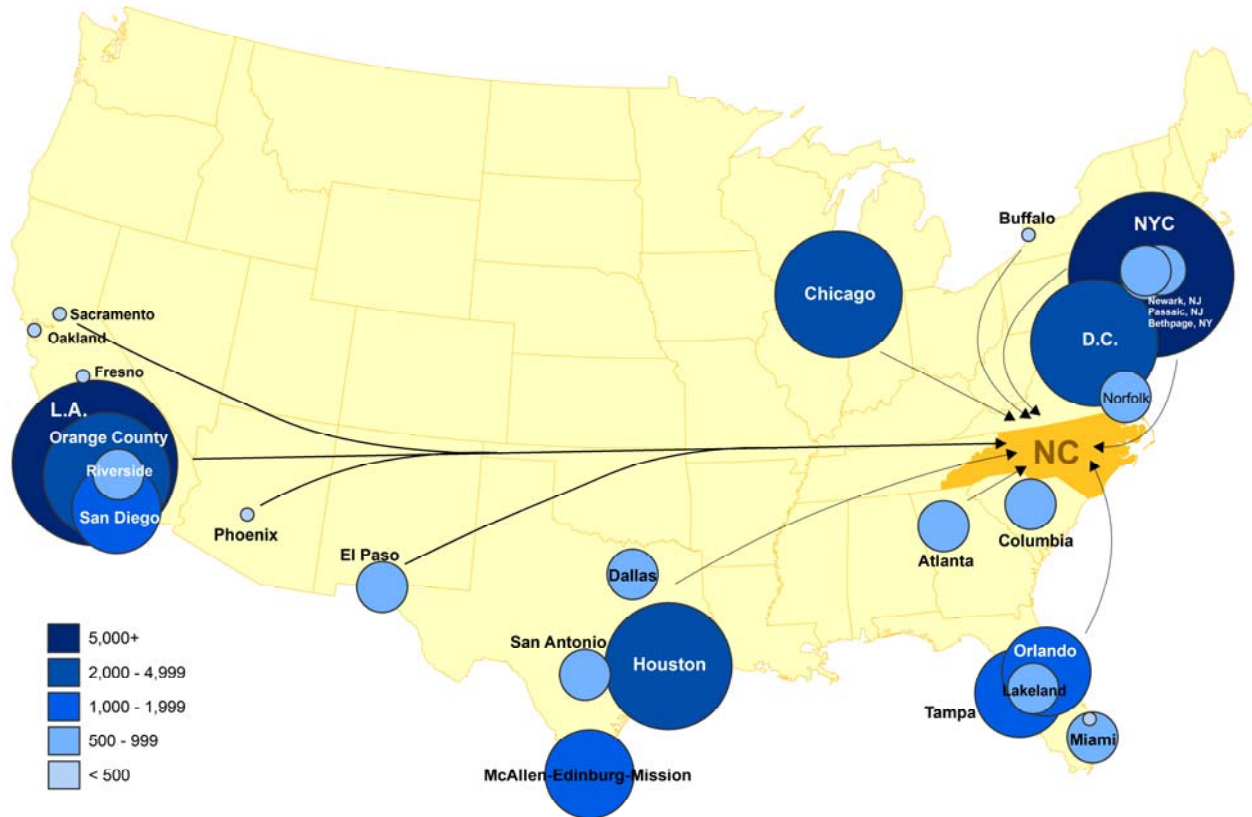 Buffalo
NYC
Chicago
Newark, NJ
Passaic, NJ
Bethpage, NY
Sacramento
Oakland
D.C.
Fresno
Norfolk
L.A.
Orange County
NC
Riverside
San Diego
Phoenix
Columbia
El Paso
Atlanta
Dallas
San Antonio
Orlando
Houston
Lakeland
Tampa
Miami
McAllen-Edinburg-Mission
5,000+
2,000 - 4,999
1,000 - 1,999
500 - 999
< 500